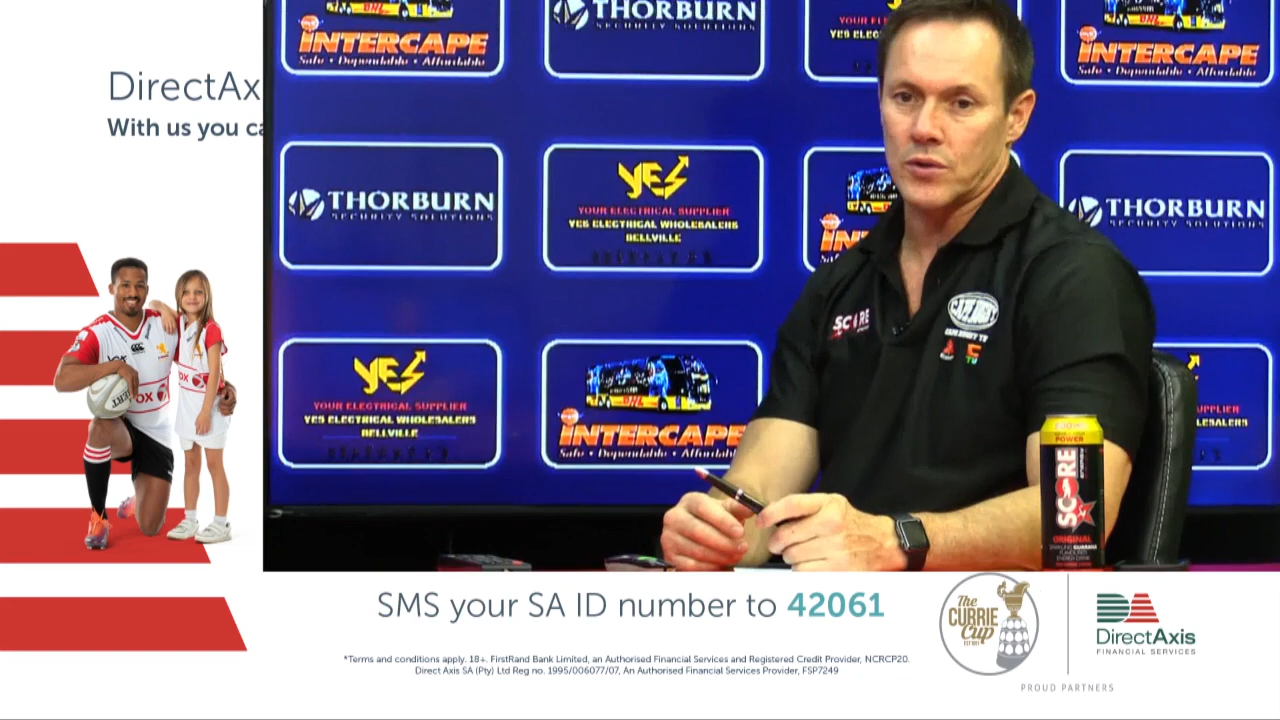 DirectAx
With us you ca
INTERCAPE
Safe • Dependable • Affordable
THORBURN
SECURITY SOLUTIONS
INTERCAPE
Safe • Dependable • Affordable
THORBURN
SECURITY SOLUTIONS
YES
YOUR ELECTRICAL SUPPLIER
YES ELECTRICAL WHOLESALERS
BELLVILLE
THORBURN
SECURITY SOLUTIONS
YES
YOUR ELECTRICAL SUPPLIER
YES ELECTRICAL WHOLESALERS
BELLVILLE
DHL
INTERCAPE
Safe • Dependable • Affordable
SCORE
POWER
SCORE
ORIGINAL
SMS your SA ID number to 42061
*Terms and conditions apply. 18+. FirstRand Bank Limited, an Authorised Financial Services and Registered Credit Provider, NCRCP20.
Direct Axis SA (Pty) Ltd Reg no. 1995/006077/07, An Authorised Financial Services Provider, FSP7249
The
CURRIE
Cup
DA
DirectAxis
FINANCIAL SERVICES
PROUD PARTNERS